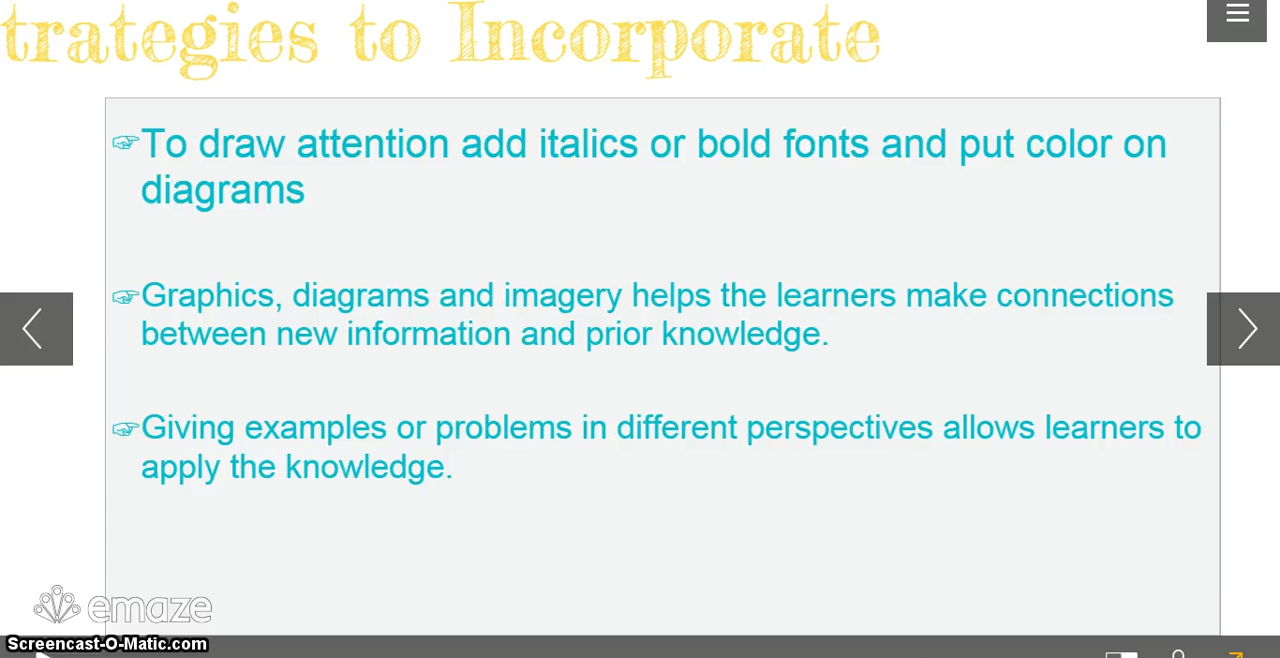 trategies to Incorporate
☞To draw attention add italics or bold fonts and put color on
diagrams
☞Graphics, diagrams and imagery helps the learners make connections
between new information and prior knowledge.
☞Giving examples or problems in different perspectives allows learners to
apply the knowledge.
emaze
Screencast-O-Matic.com